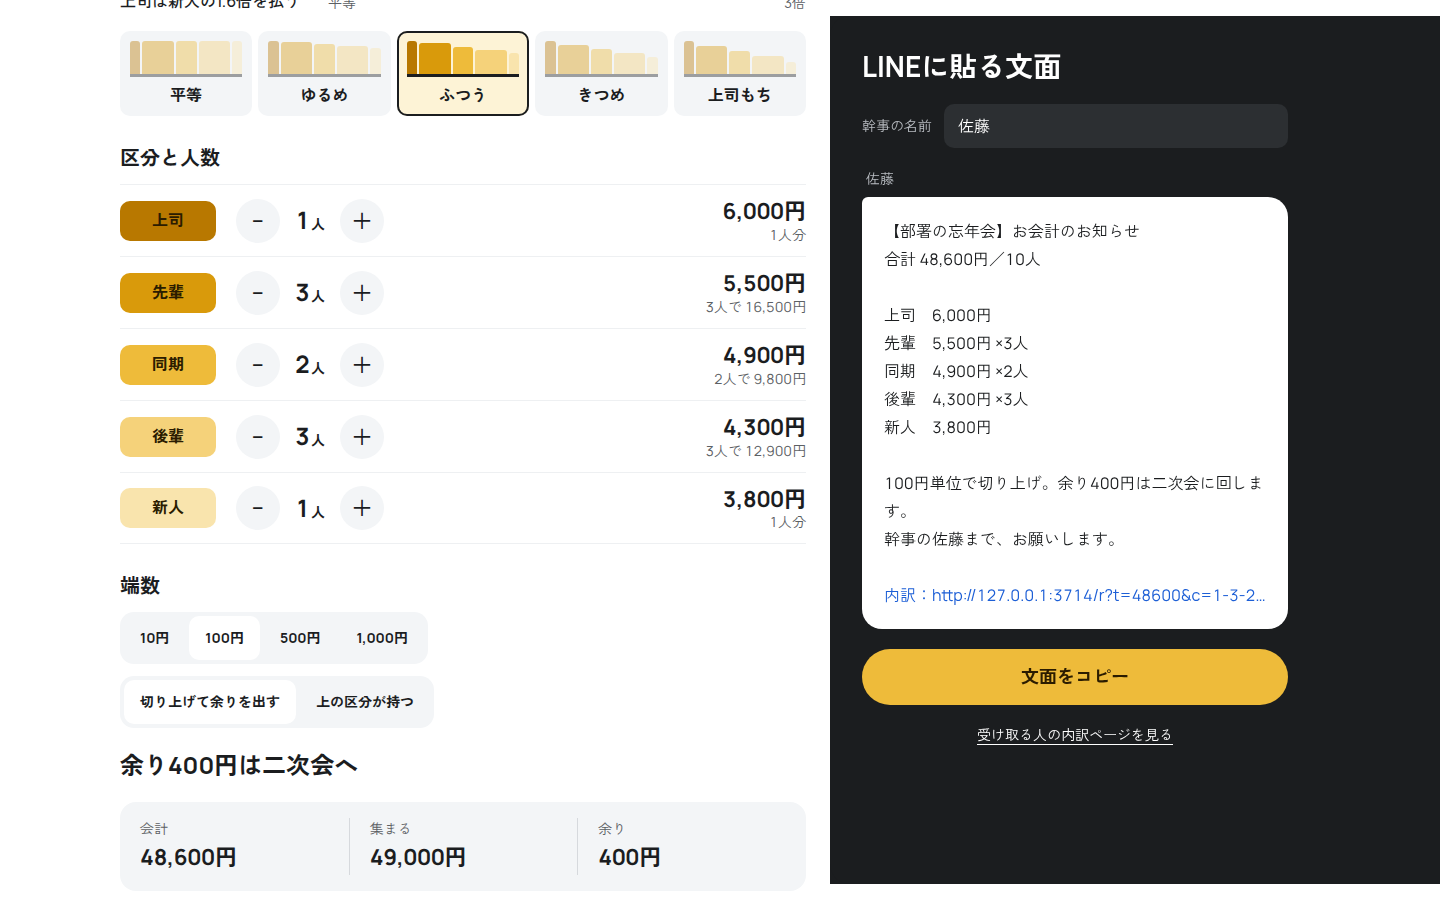 上司は新人の1.6倍を払う
平等
3倍
平等
ゆるめ
ふつう
きつめ
上司もち
区分と人数
上司
−
1人
+
6,000円
1人分
先輩
−
3人
+
5,500円
3人で 16,500円
同期
−
2人
+
4,900円
2人で 9,800円
後輩
−
3人
+
4,300円
3人で 12,900円
新人
−
1人
+
3,800円
1人分
端数
10円
100円
500円
1,000円
切り上げて余りを出す
上の区分が持つ
余り400円は二次会へ
会計
集まる
余り
48,600円
49,000円
400円
LINEに貼る文面
幹事の名前
佐藤
佐藤
【部署の忘年会】お会計のお知らせ
合計 48,600円／10人
上司　6,000円
先輩　5,500円 ×3人
同期　4,900円 ×2人
後輩　4,300円 ×3人
新人　3,800円
100円単位で切り上げ。余り400円は二次会に回しま
す。
幹事の佐藤まで、お願いします。
内訳：http://127.0.0.1:3714/r?t=48600&c=1-3-2...
文面をコピー
受け取る人の内訳ページを見る